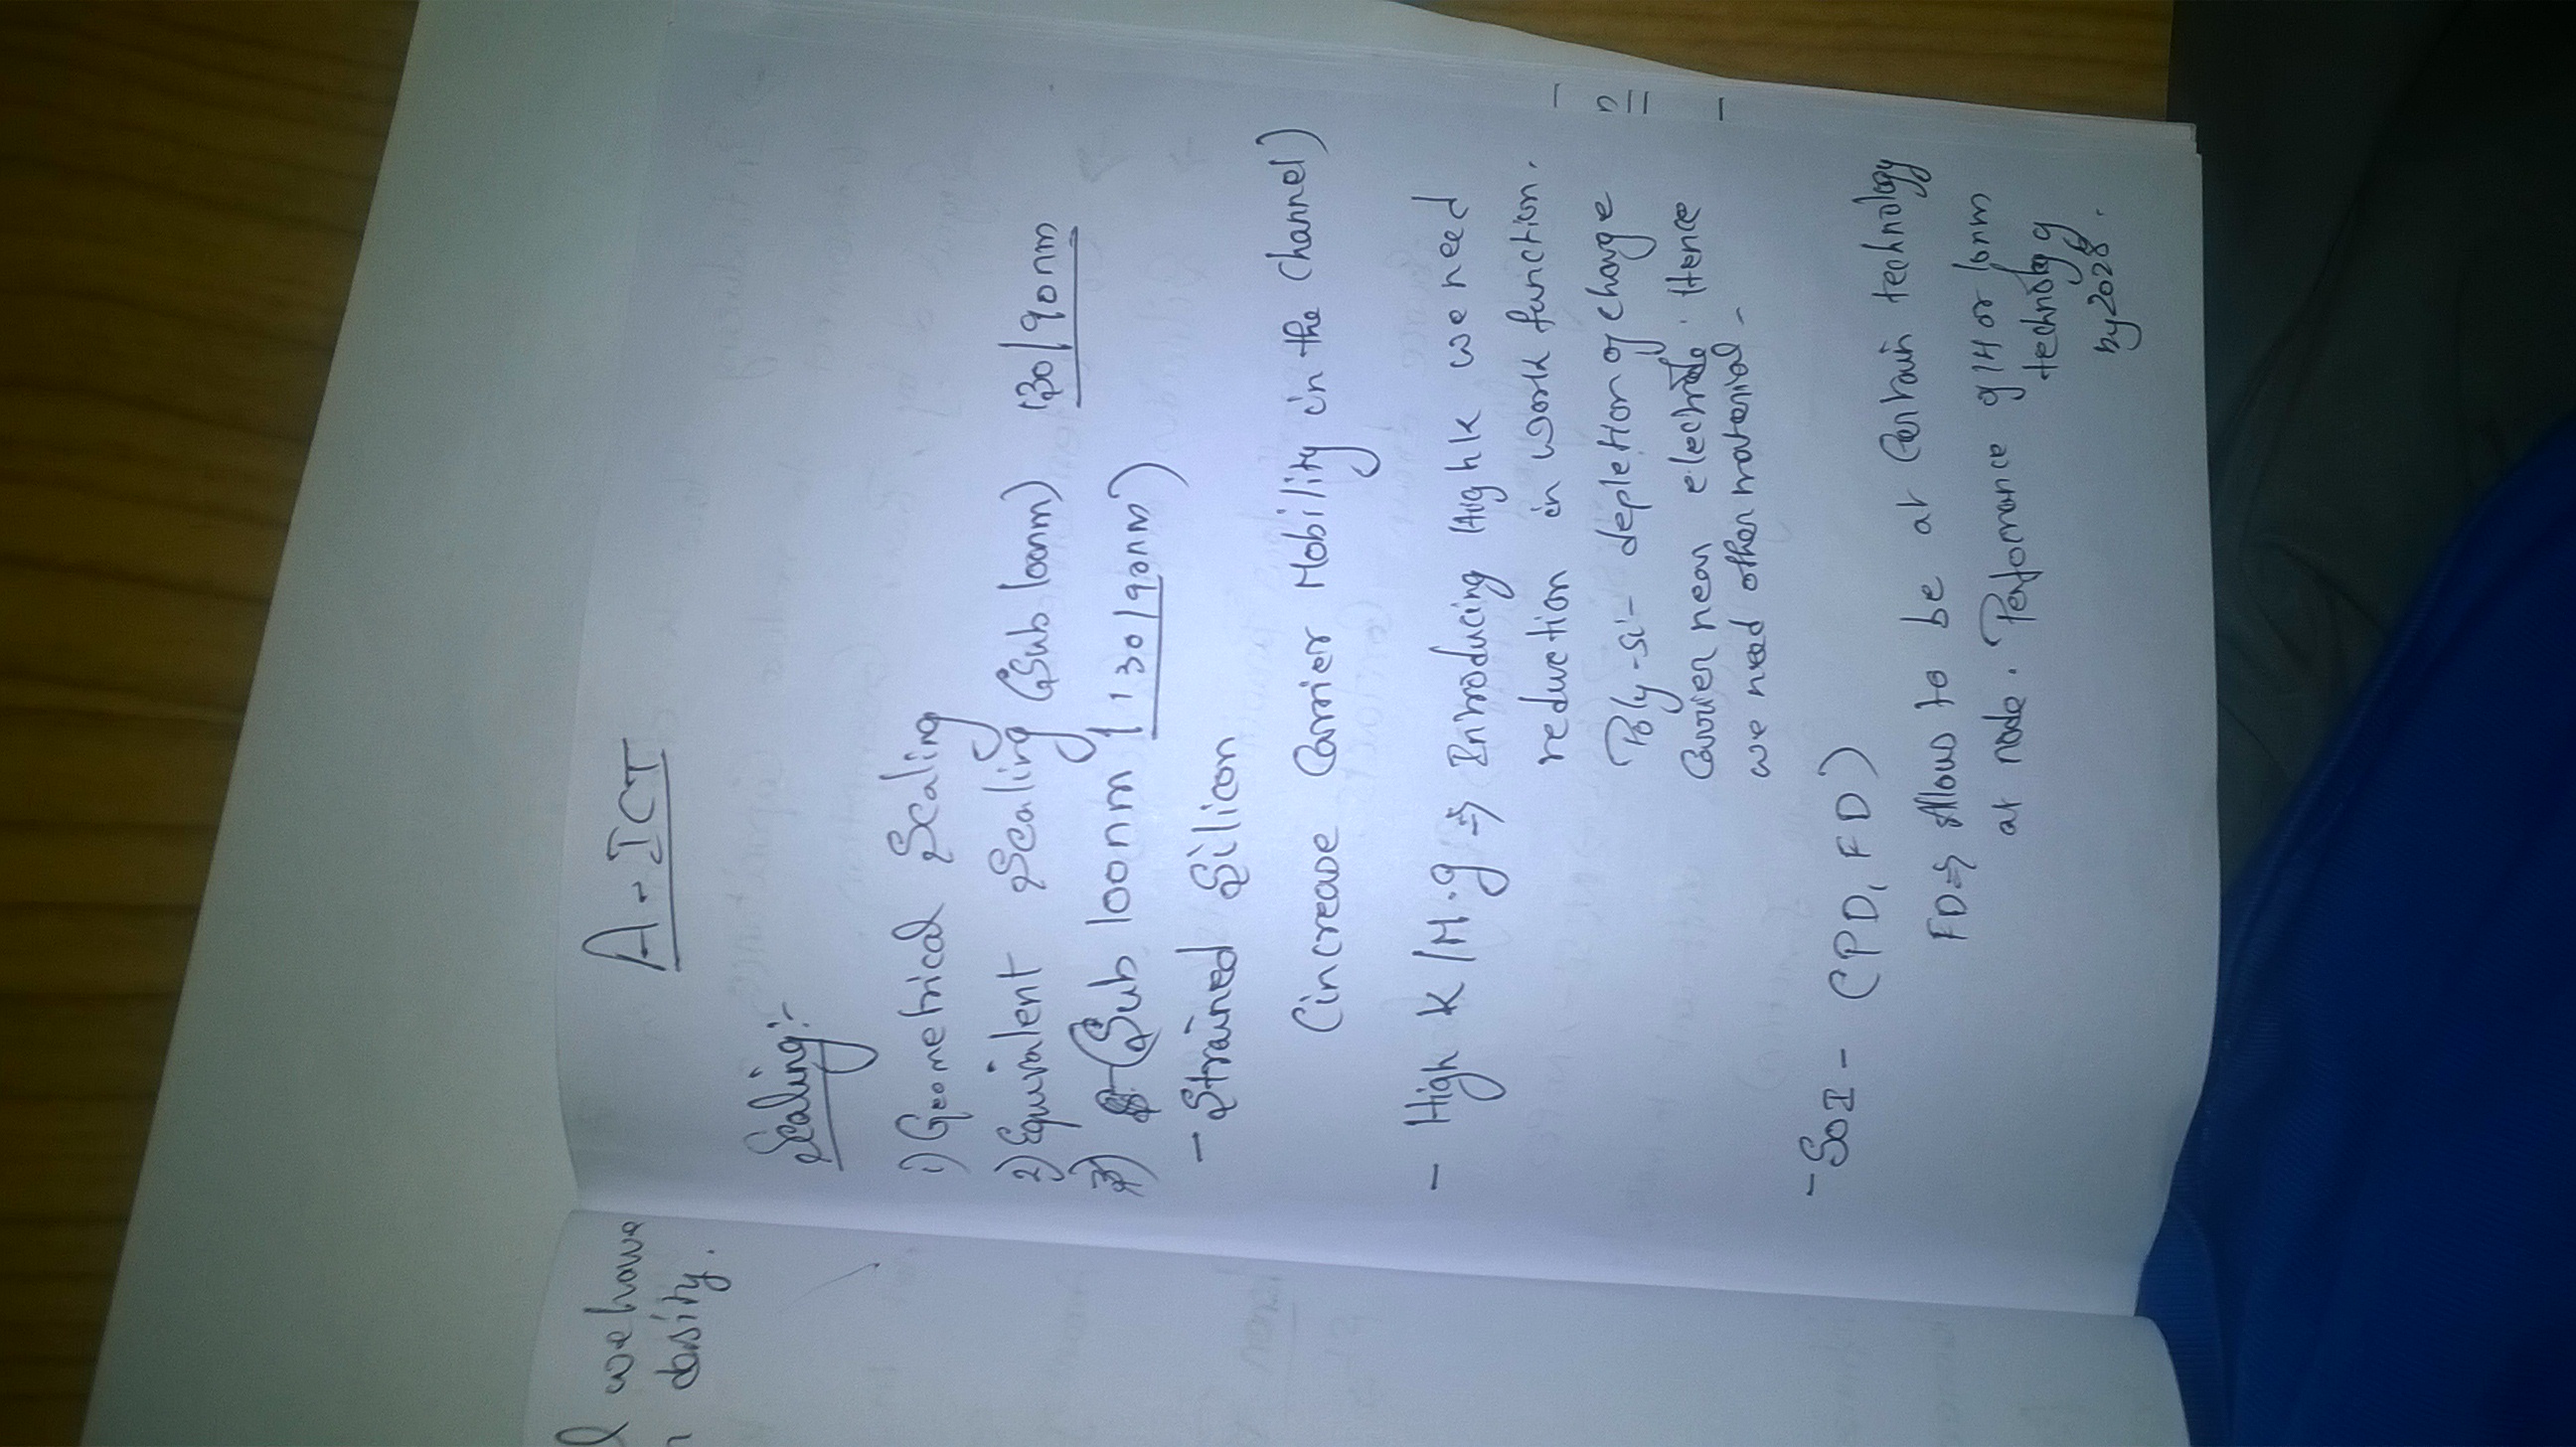 we have
dosity.
A-ICT
Scaling:-
1) Geometrical Scaling
2) Equivalent Scaling (Sub 100nm) 130/90nm
3) (Sub 100nm (130/90nm)
- Strained Silicon
(increase Carrier Mobility in the Channel)
- High K/M.g ⇒ Introducing High k we need
reduction in work function.
Poly-si- depletion of charge
Carrier near electrode. Hence
we need other material-
- SOI - (PD, FD)
FD ⇒ Allows to be at Certain technology
at node. Performance of 14 or 10nm
technology
by 2028.